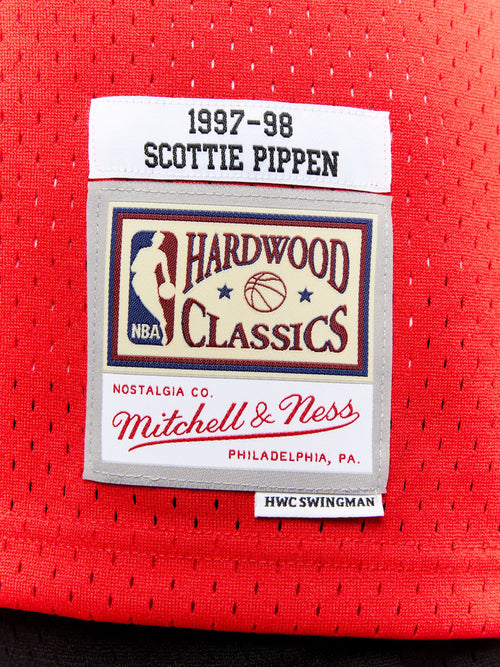 1997-98
SCOTTIE PIPPEN
HARDWOOD
CLASSICS
NBA
NOSTALGIA CO.
Mitchell & Ness
PHILADELPHIA, PA.
HWC SWINGMAN